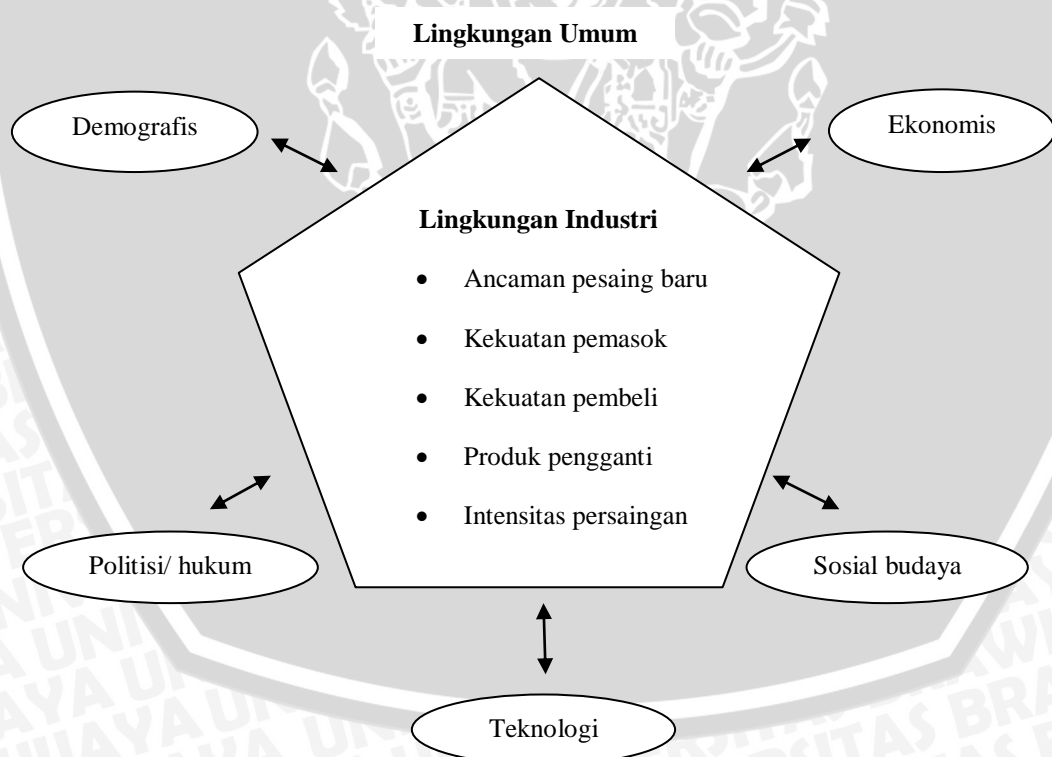 Lingkungan Umum
Demografis
Ekonomis
Lingkungan Industri
• Ancaman pesaing baru
• Kekuatan pemasok
• Kekuatan pembeli
• Produk pengganti
• Intensitas persaingan
Politisi/ hukum
Sosial budaya
Teknologi